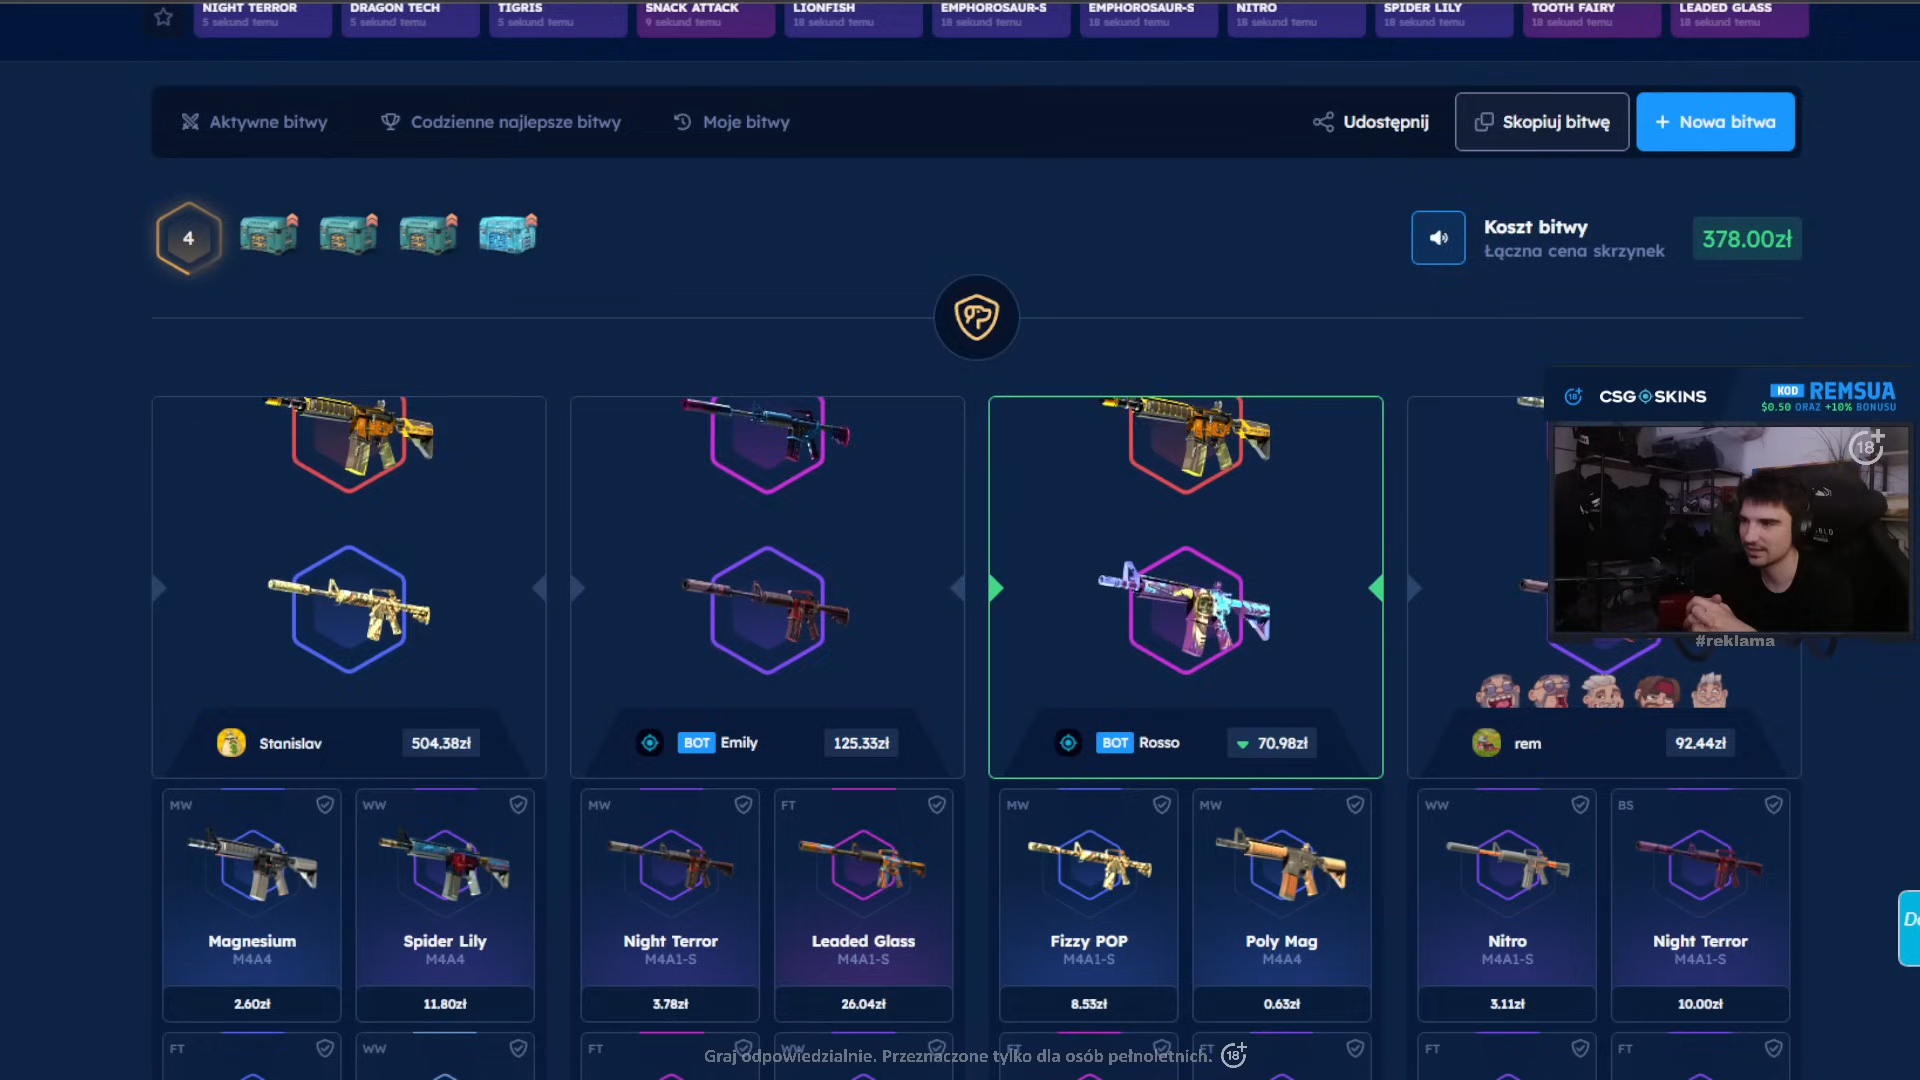 NIGHT TERROR
5 sekund temu
DRAGON TECH
5 sekund temu
TIGRIS
5 sekund temu
SNACK ATTACK
9 sekund temu
LIONFISH
18 sekund temu
EMPHOROSAUR-S
18 sekund temu
EMPHOROSAUR-S
18 sekund temu
NITRO
18 sekund temu
SPIDER LILY
18 sekund temu
TOOTH FAIRY
18 sekund temu
LEADED GLASS
18 sekund temu
Aktywne bitwy
Codzienne najlepsze bitwy
Moje bitwy
Udostępnij
Skopiuj bitwę
+ Nowa bitwa
4
Koszt bitwy
Łączna cena skrzynek
378.00zł
18+
CSGOSKINS
KOD REMSUA
$0.50 ORAZ +10% BONUSU
18+
#reklama
Stanislav
504.38zł
BOT Emily
125.33zł
BOT Rosso
70.98zł
rem
92.44zł
MW
Magnesium
M4A4
2.60zł
WW
Spider Lily
M4A4
11.80zł
MW
Night Terror
M4A1-S
3.78zł
FT
Leaded Glass
M4A1-S
26.04zł
MW
Fizzy POP
M4A1-S
8.53zł
MW
Poly Mag
M4A4
0.63zł
WW
Nitro
M4A1-S
3.11zł
BS
Night Terror
M4A1-S
10.00zł
FT
WW
FT
WW
FT
FT
FT
FT
Graj odpowiedzialnie. Przeznaczone tylko dla osób pełnoletnich. 18+